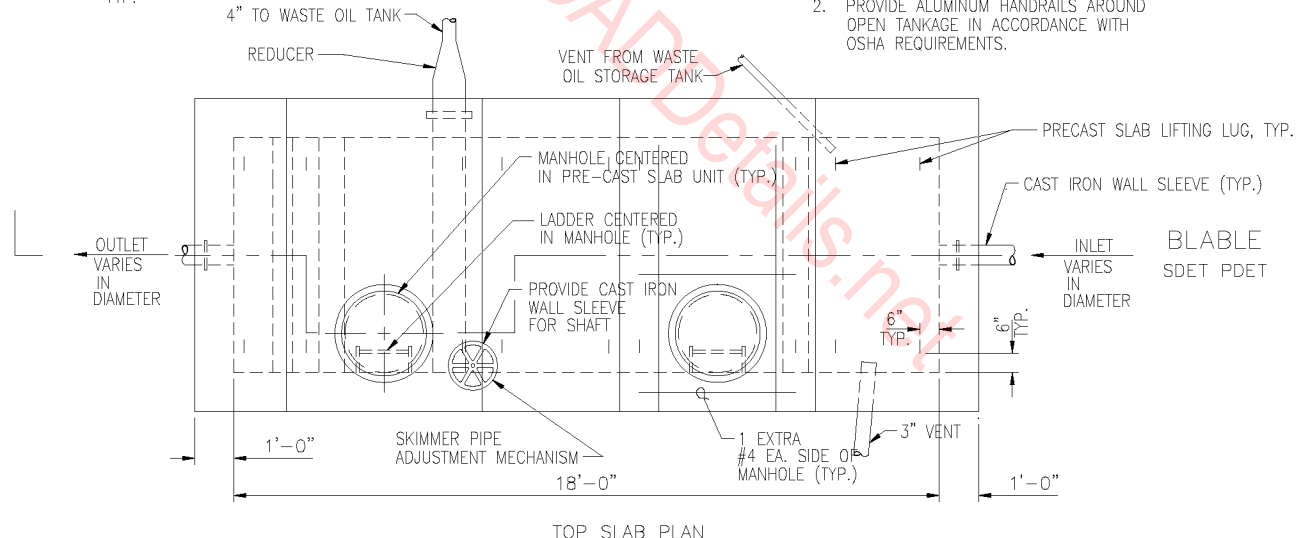 TYP.
4" TO WASTE OIL TANK
REDUCER
VENT FROM WASTE
OIL STORAGE TANK
2. PROVIDE ALUMINUM HANDRAILS AROUND
OPEN TANKAGE IN ACCORDANCE WITH
OSHA REQUIREMENTS.
PRECAST SLAB LIFTING LUG, TYP.
MANHOLE CENTERED
IN PRE-CAST SLAB UNIT (TYP.)
CAST IRON WALL SLEEVE (TYP.)
LADDER CENTERED
IN MANHOLE (TYP.)
OUTLET
VARIES
IN
DIAMETER
INLET
VARIES
IN
DIAMETER
BLABLE
SDET PDET
PROVIDE CAST IRON
WALL SLEEVE
FOR SHAFT
6"
TYP.
6"
TYP.
1'-0"
SKIMMER PIPE
ADJUSTMENT MECHANISM
1 EXTRA
#4 EA. SIDE OF
MANHOLE (TYP.)
3" VENT
18'-0"
1'-0"
TOP SLAB PLAN
CADDetails.net